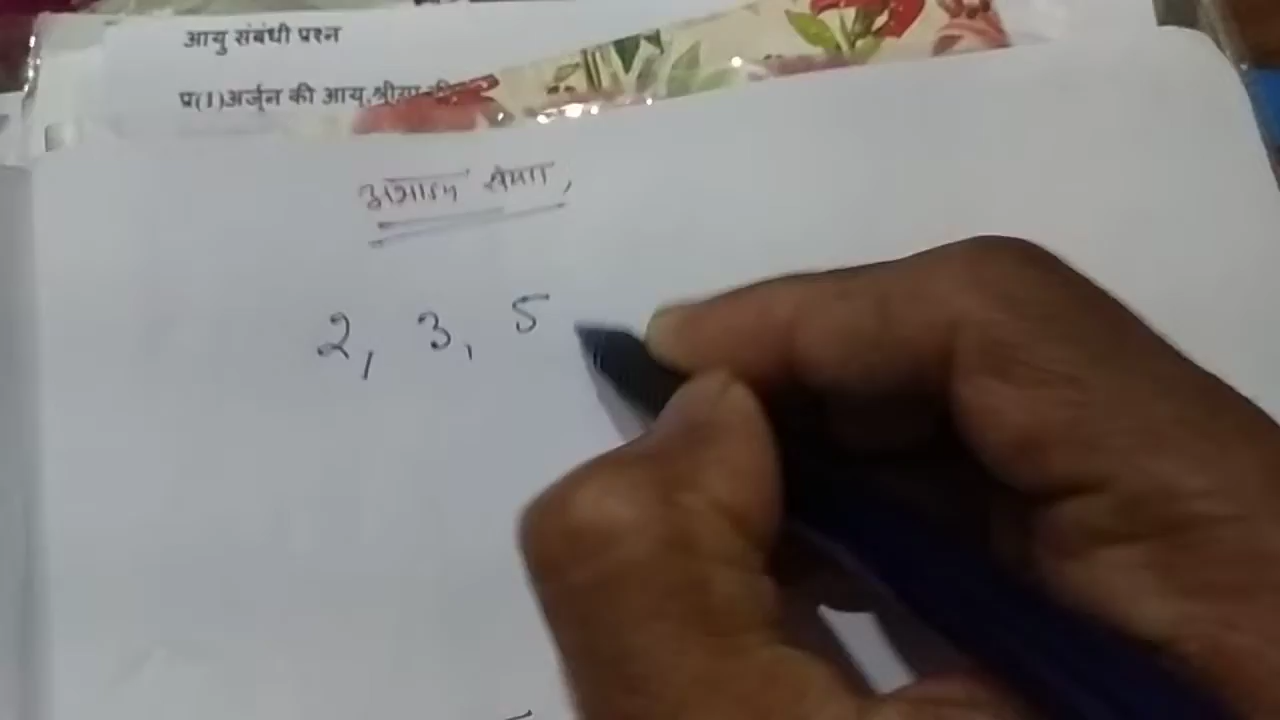 आयु संबंधी प्रश्न
प्र(1)अर्जुन की आयु श्रीया की
अभाज्य संख्या,
2, 3, 5